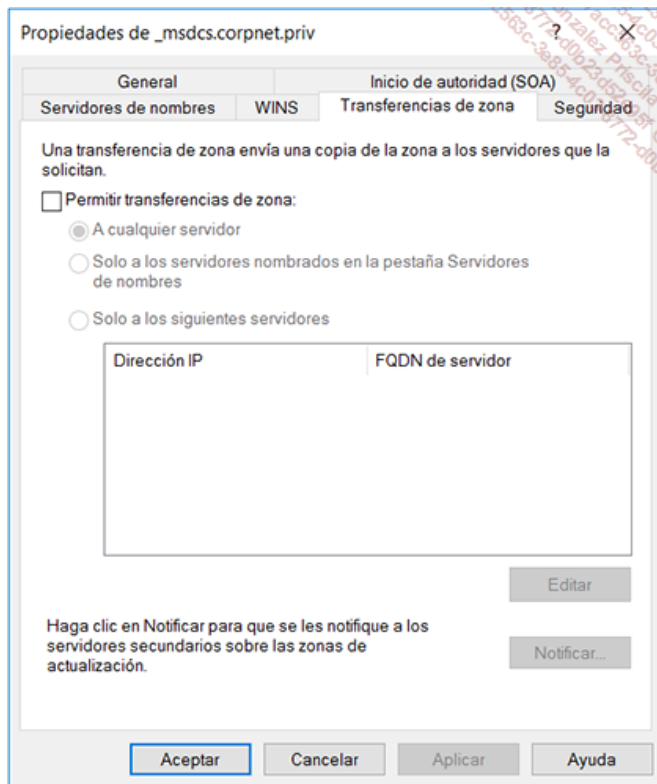 Propiedades de _msdcs.corpnet.priv
?
General
Inicio de autoridad (SOA)
Servidores de nombres
WINS
Transferencias de zona
Seguridad
Una transferencia de zona envía una copia de la zona a los servidores que la
solicitan.
Permitir transferencias de zona:
A cualquier servidor
Solo a los servidores nombrados en la pestaña Servidores
de nombres
Solo a los siguientes servidores
Dirección IP
FQDN de servidor
Editar
Haga clic en Notificar para que se les notifique a los
servidores secundarios sobre las zonas de
actualización.
Notificar...
Aceptar
Cancelar
Aplicar
Ayuda